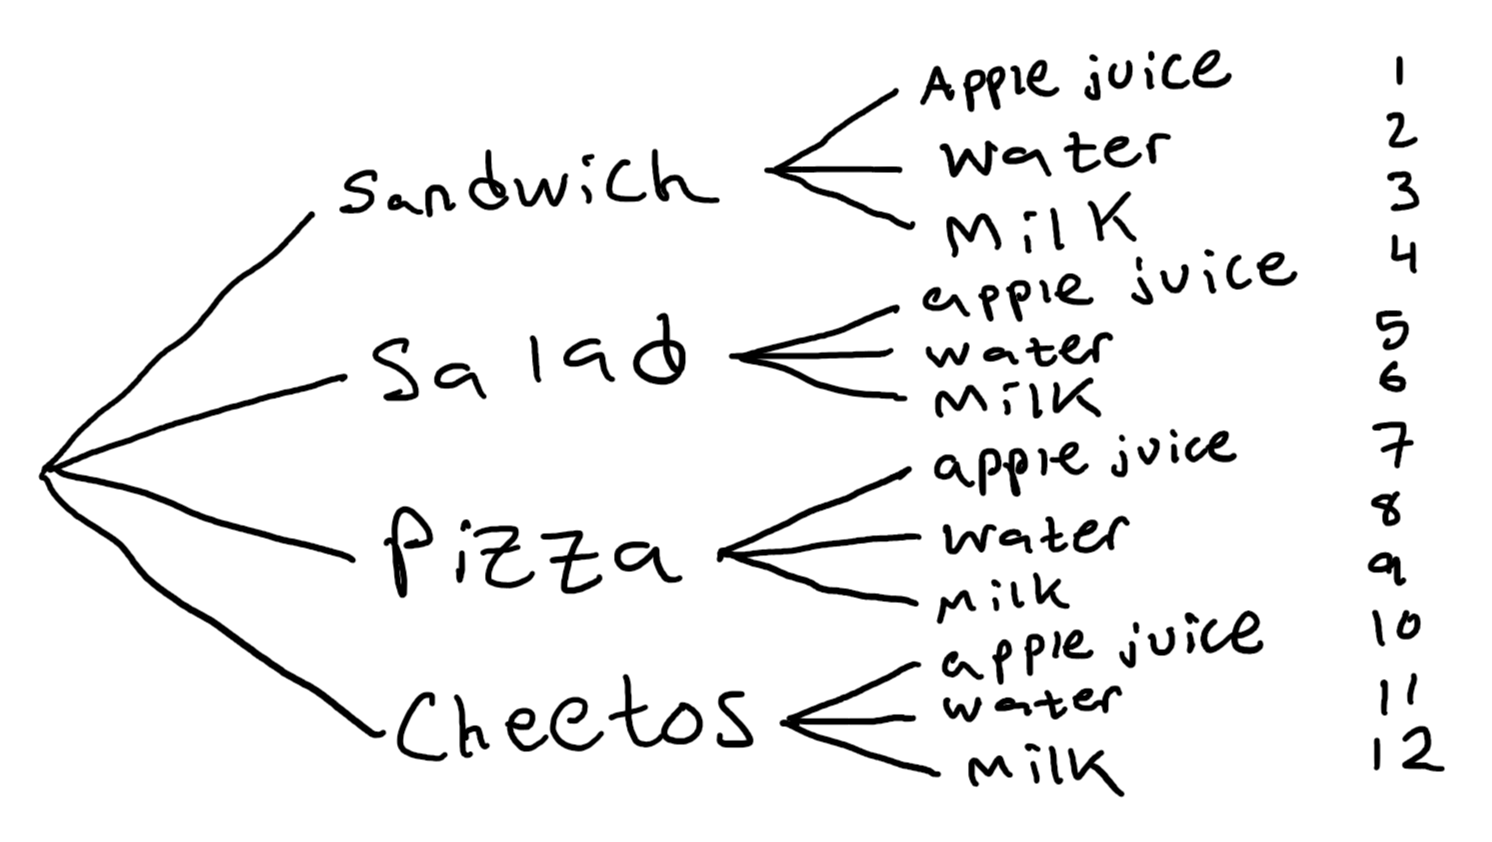 Sandwich
Apple juice 1
water 2
Milk 3
Salad
apple juice 4
water 5
Milk 6
Pizza
apple juice 7
water 8
Milk 9
Cheetos
apple juice 10
water 11
Milk 12